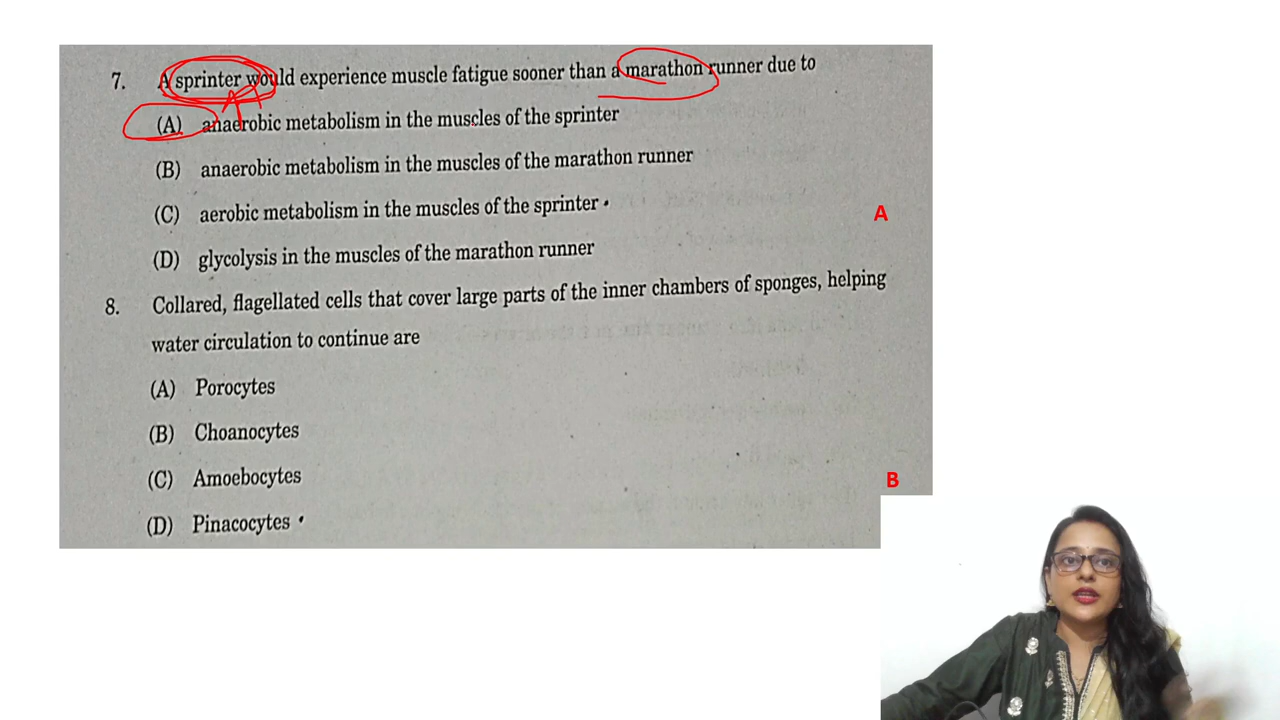 7. A sprinter would experience muscle fatigue sooner than a marathon runner due to
(A) anaerobic metabolism in the muscles of the sprinter
(B) anaerobic metabolism in the muscles of the marathon runner
(C) aerobic metabolism in the muscles of the sprinter
A
(D) glycolysis in the muscles of the marathon runner
8. Collared, flagellated cells that cover large parts of the inner chambers of sponges, helping
water circulation to continue are
(A) Porocytes
(B) Choanocytes
(C) Amoebocytes
B
(D) Pinacocytes